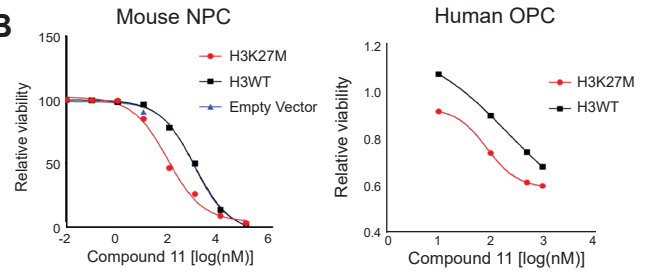 B
Mouse NPC
Relative viability
150
100
50
0
-2
0
2
4
6
Compound 11 [log(nM)]
H3K27M
H3WT
Empty Vector
Human OPC
Relative viability
1.2
1.0
0.8
0.6
0.4
0
1
2
3
4
Compound 11 [log(nM)]
H3K27M
H3WT